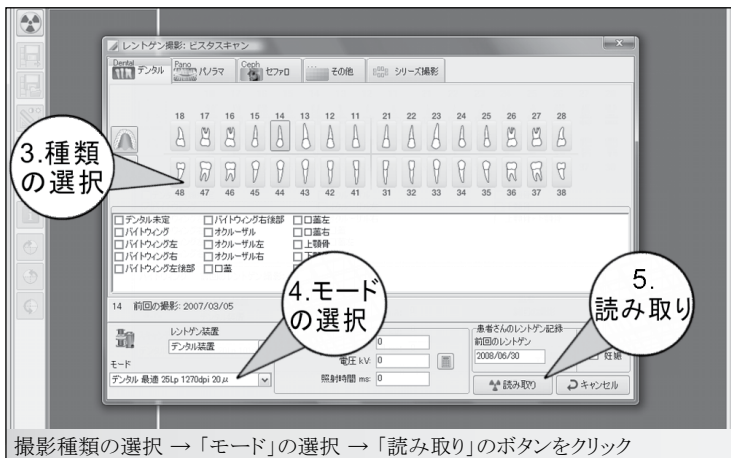 レントゲン撮影: ビスタスキャン
Dental
デンタル
Pano
パノラマ
Ceph
セファロ
その他
シリーズ撮影
18 17 16 15 14 13 12 11 21 22 23 24 25 26 27 28
3.種類
の選択
48 47 46 45 44 43 42 41 31 32 33 34 35 36 37 38
□デンタル未定 □バイトウィング右後部 □口蓋左
□バイトウィング □オクルーザル □口蓋右
□バイトウィング左 □オクルーザル左 □上顎骨
□バイトウィング右 □オクルーザル右
□バイトウィング左後部 □口蓋
4.モード
の選択
5.
読み取り
14 前回の撮影: 2007/03/05
レントゲン装置
デンタル装置
モード
デンタル 最適 25Lp 1270dpi 20μ
0
電圧 kV: 0
照射時間 ms: 0
患者さんのレントゲン記録
前回のレントゲン
2008/06/30
妊娠
読み取り
キャンセル
撮影種類の選択 → 「モード」の選択 → 「読み取り」のボタンをクリック